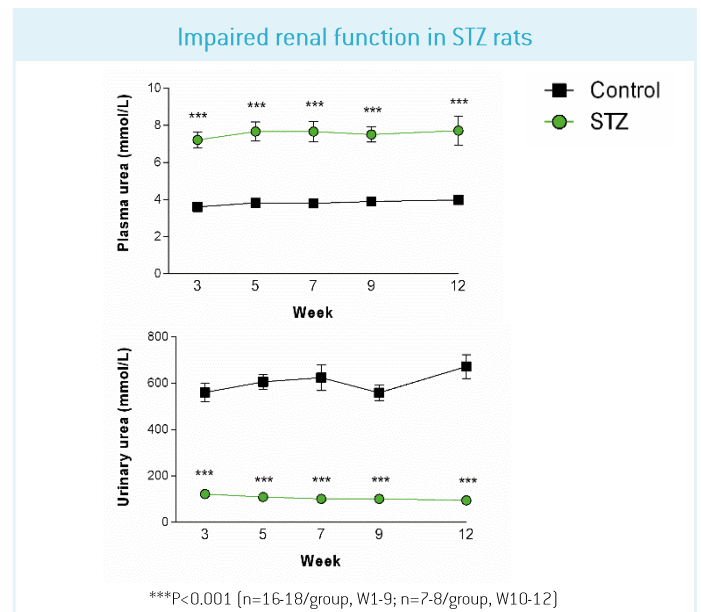 Impaired renal function in STZ rats
Control
STZ
Plasma urea (mmol/L)
10
8
6
4
2
0
*** *** *** *** ***
3 5 7 9 12
Week
Urinary urea (mmol/L)
800
600
400
200
0
*** *** *** *** ***
3 5 7 9 12
Week
***P<0.001 (n=16-18/group, W1-9; n=7-8/group, W10-12)